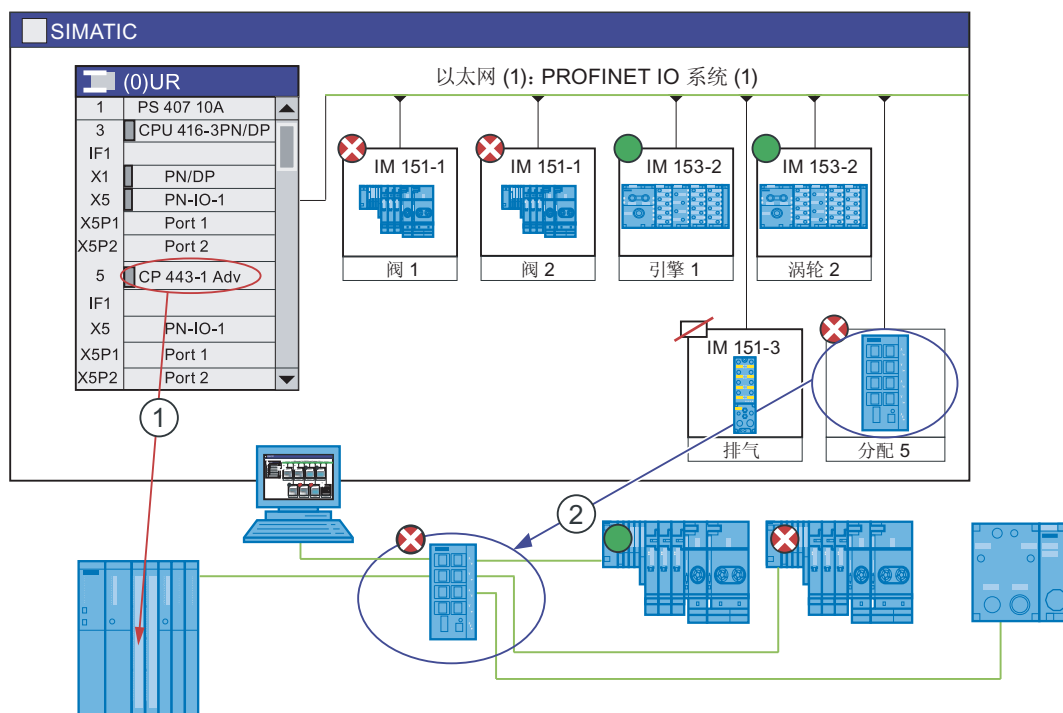 SIMATIC
(0)UR
以太网 (1): PROFINET IO 系统 (1)
1 PS 407 10A
3 CPU 416-3PN/DP
IF1
X1 PN/DP
X5 PN-IO-1
X5P1 Port 1
X5P2 Port 2
5 CP 443-1 Adv
IF1
X5 PN-IO-1
X5P1 Port 1
X5P2 Port 2
IM 151-1
阀 1
IM 151-1
阀 2
IM 153-2
引擎 1
IM 153-2
涡轮 2
IM 151-3
排气
分配 5
1
2